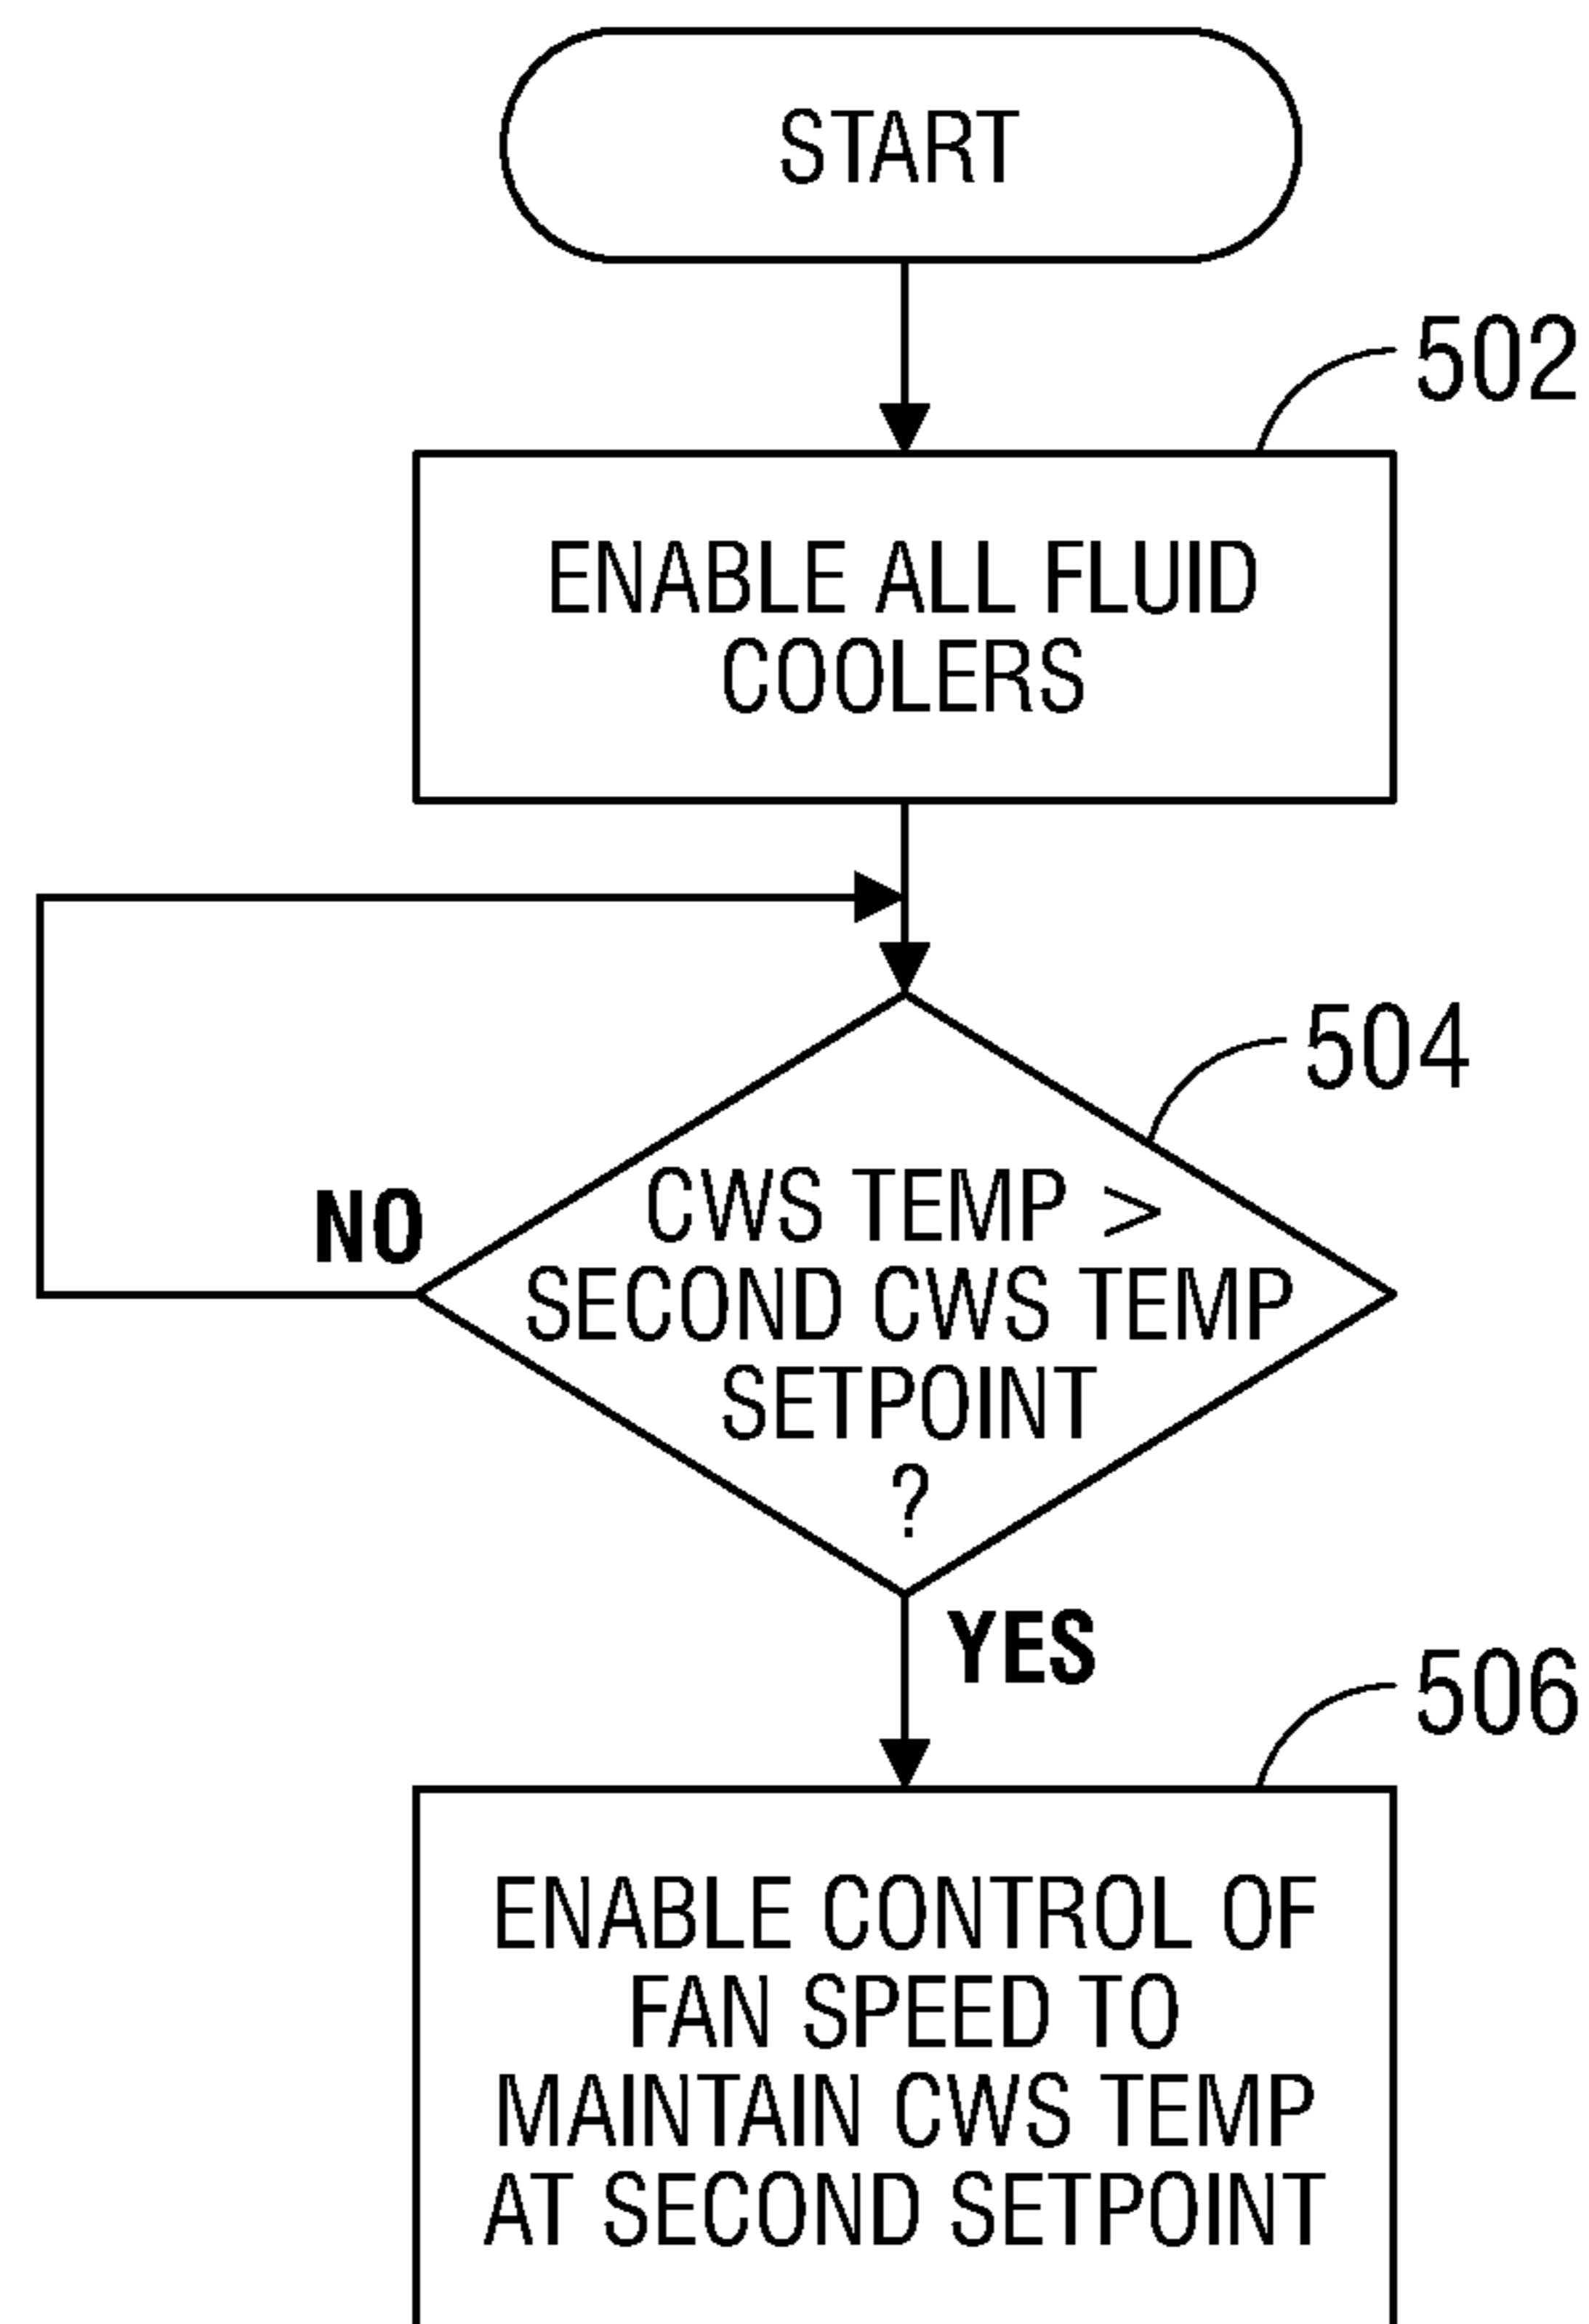 START
502
ENABLE ALL FLUID
COOLERS
504
CWS TEMP >
NO
SECOND CWS TEMP
SETPOINT
?
YES
506
ENABLE CONTROL OF
FAN SPEED TO
MAINTAIN CWS TEMP
AT SECOND SETPOINT